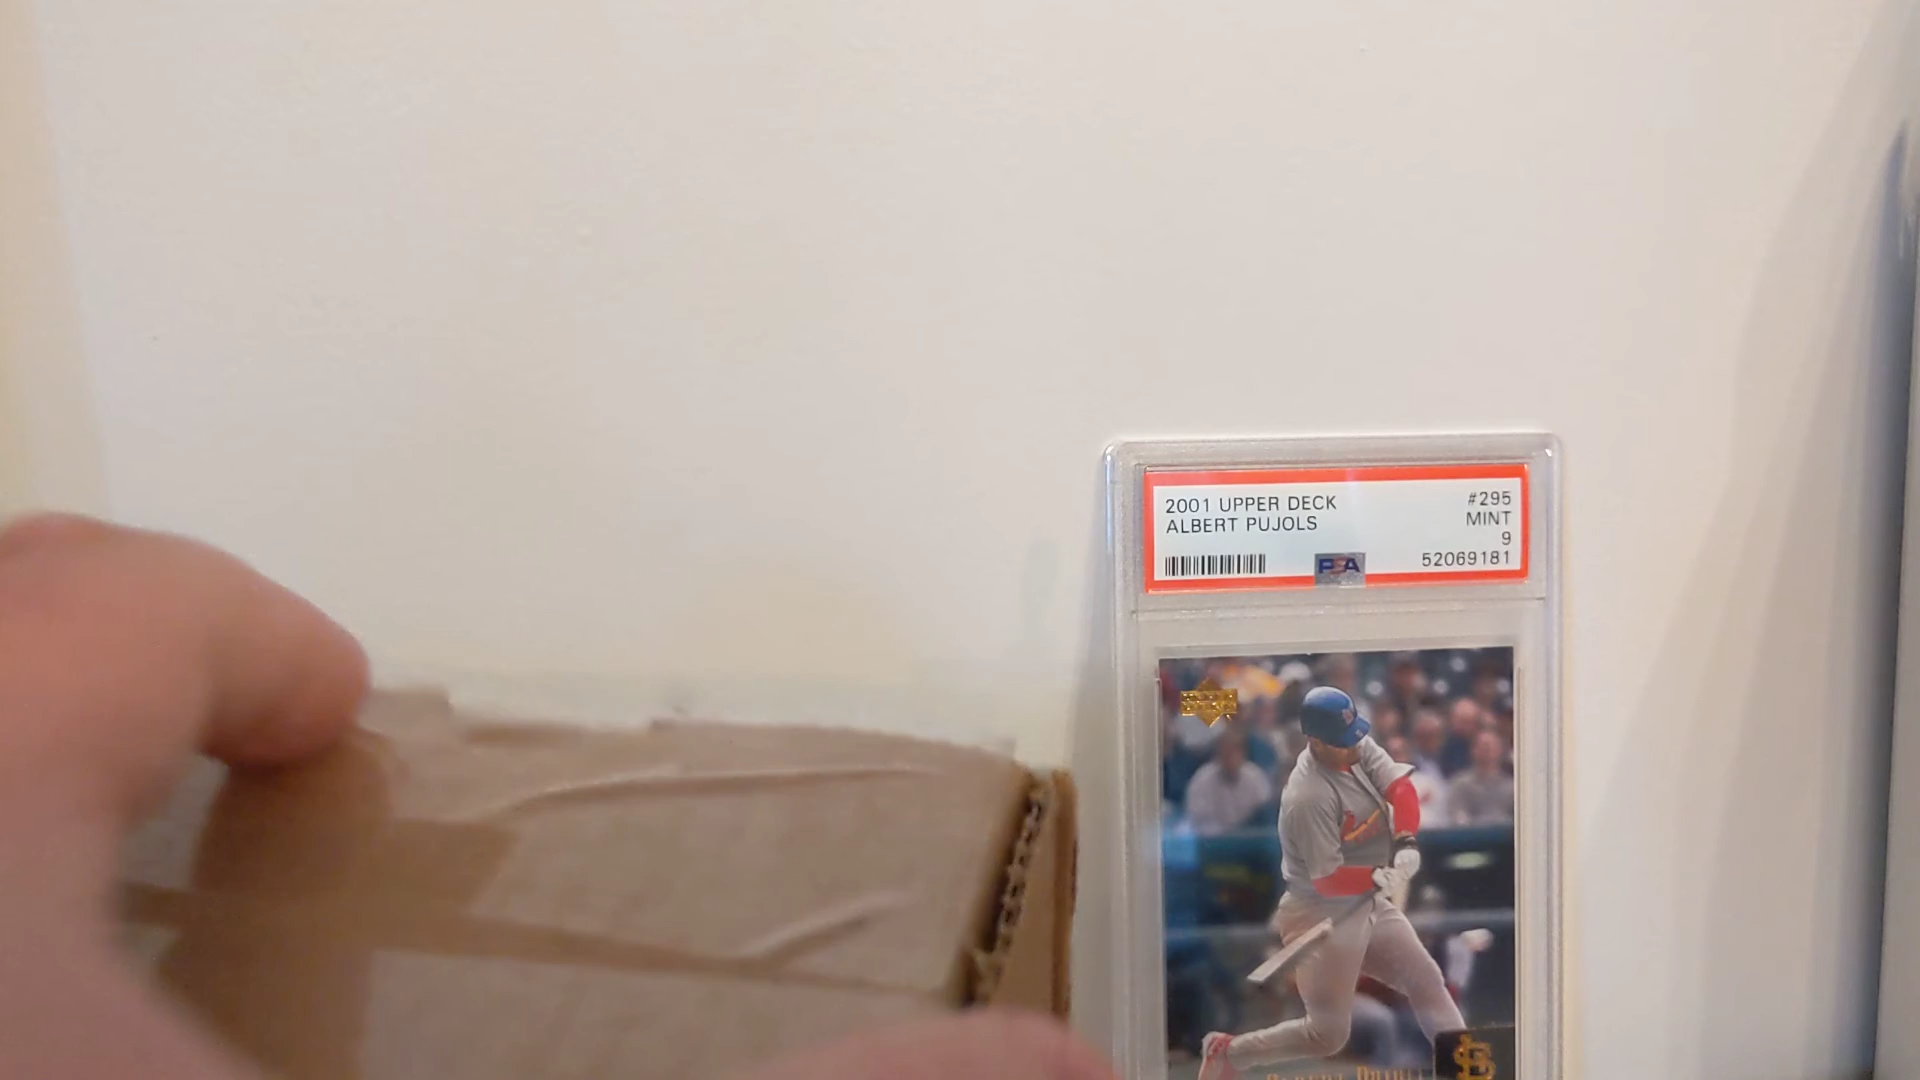 2001 UPPER DECK #295
ALBERT PUJOLS MINT
9
PSA 52069181